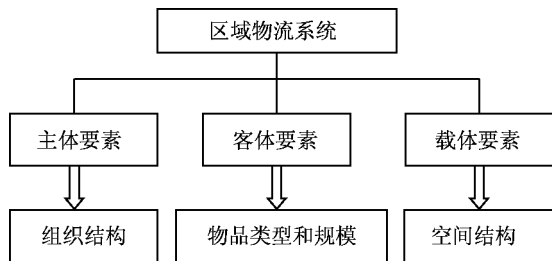 区域物流系统
主体要素
客体要素
载体要素
组织结构
物品类型和规模
空间结构